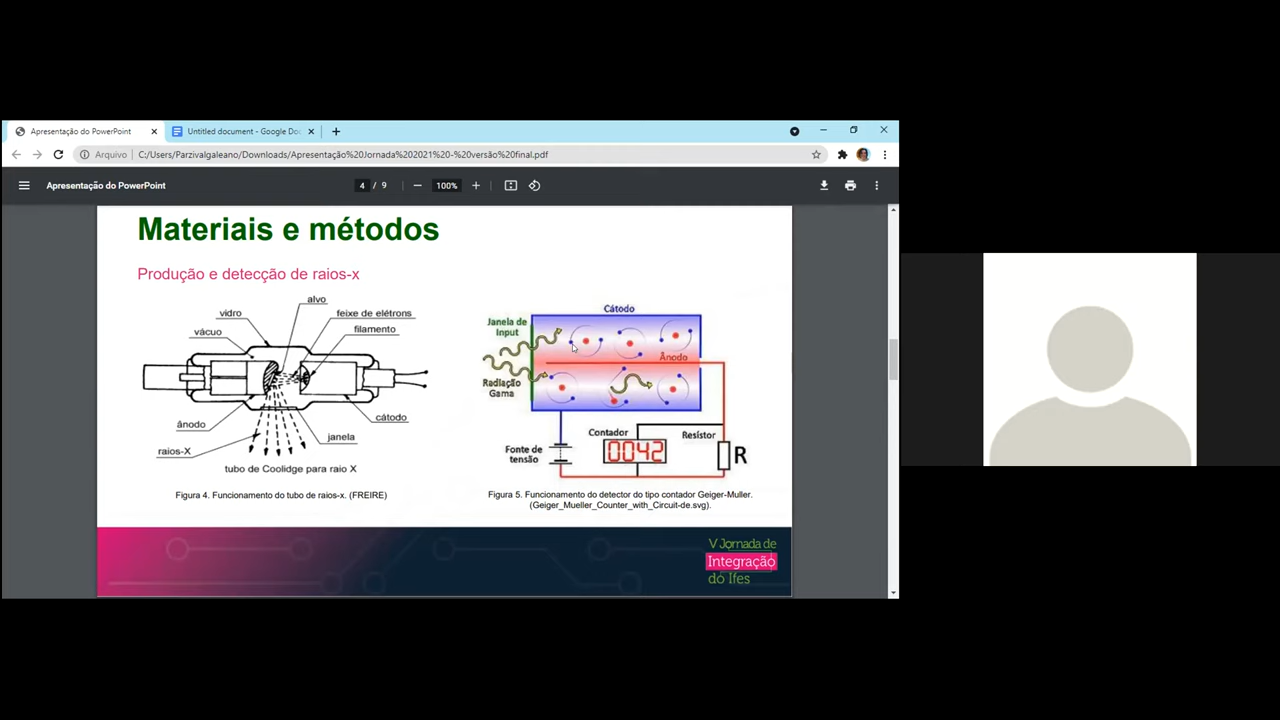 Apresentação do PowerPoint
Untitled document - Google Doc
Arquivo
C:/Users/Parzivalgaleano/Downloads/Apresentação%20Jornada%202021%20-%20versão%20final.pdf
Apresentação do PowerPoint
4 / 9
100%
Materiais e métodos
Produção e detecção de raios-x
alvo
vidro
feixe de elétrons
vácuo
filamento
ânodo
cátodo
raios-X
janela
tubo de Coolidge para raio X
Figura 4. Funcionamento do tubo de raios-x. (FREIRE)
Cátodo
Janela de
Input
Ânodo
Radiação
Gama
Contador
Resístor
Fonte de
tensão
0042
R
Figura 5. Funcionamento do detector do tipo contador Geiger-Muller.
(Geiger_Mueller_Counter_with_Circuit-de.svg).
V Jornada de
Integração
do Ifes